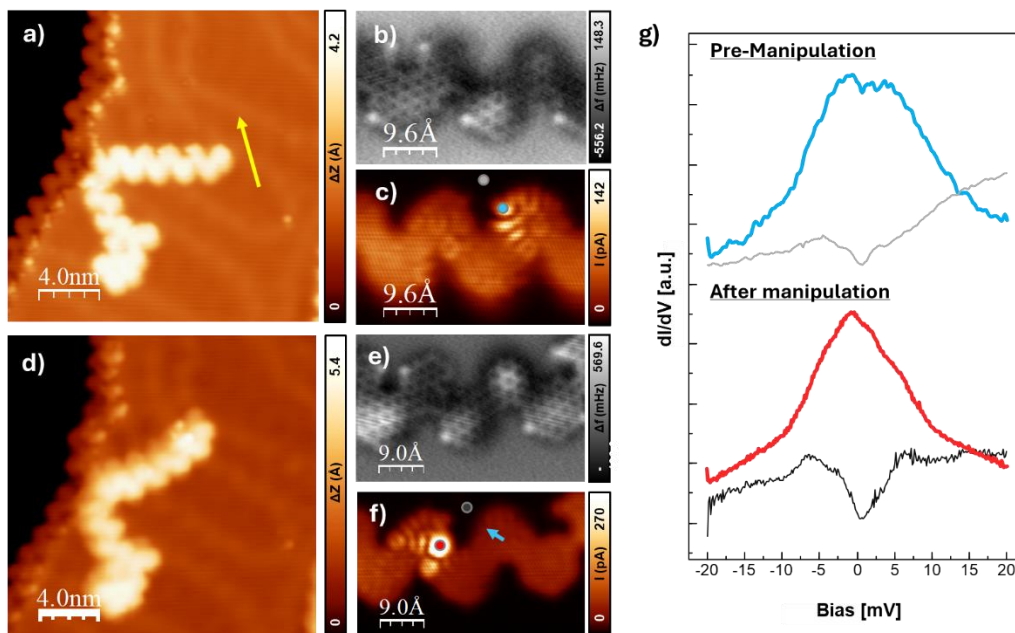 a)
4.2
ΔZ (Å)
0
4.0nm
b)
148.3
Δf (mHz)
-556.2
9.6Å
c)
142
I (pA)
0
9.6Å
d)
5.4
ΔZ (Å)
0
4.0nm
e)
569.6
Δf (mHz)
9.0Å
f)
270
I (pA)
0
9.0Å
g)
Pre-Manipulation
After manipulation
dI/dV [a.u.]
-20 -15 -10 -5 0 5 10 15 20
Bias [mV]